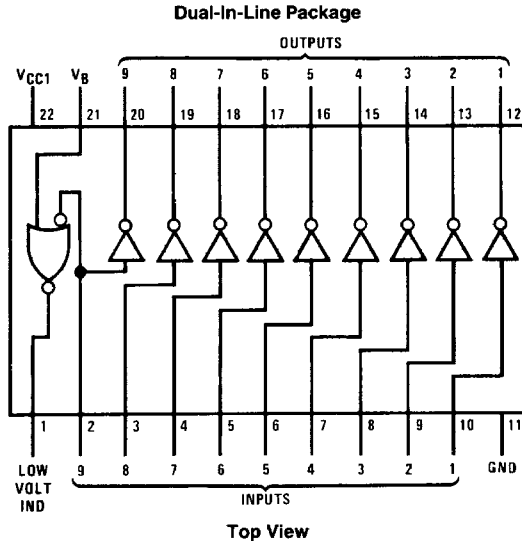 Dual-In-Line Package
OUTPUTS
V_CC1 V_B 9 8 7 6 5 4 3 2 1
22 21 20 19 18 17 16 15 14 13 12
1 2 3 4 5 6 7 8 9 10 11
LOW VOLT IND 9 8 7 6 5 4 3 2 1 GND
INPUTS
Top View